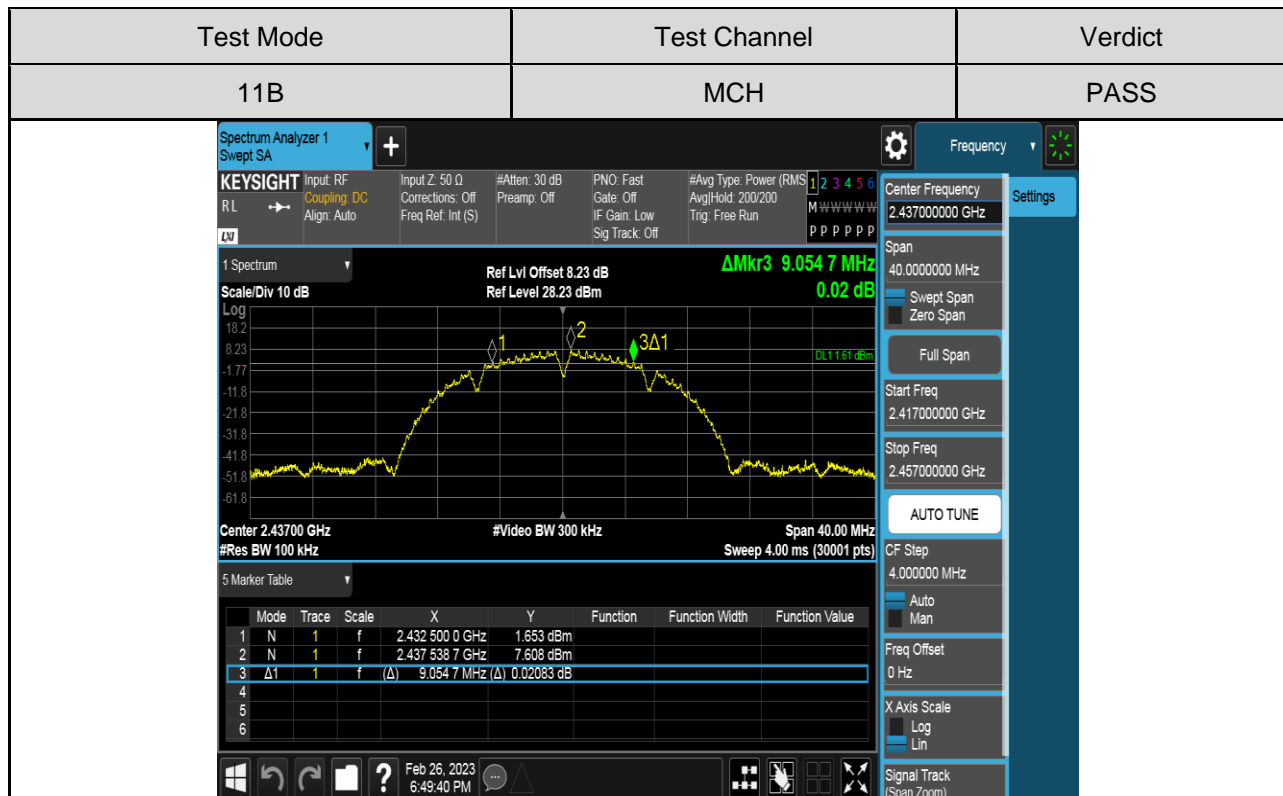 Test Mode Test Channel Verdict
11B MCH PASS
Spectrum Analyzer 1
Swept SA
+
Frequency
KEYSIGHT Input: RF Input Z: 50 Ω #Atten: 30 dB PNO: Fast #Avg Type: Power (RMS 1 2 3 4 5 6
RL Coupling: DC Corrections: Off Preamp: Off Gate: Off Avg|Hold: 200/200 M W W W W W
Align: Auto Freq Ref: Int (S) IF Gain: Low Trig: Free Run
LXI Sig Track: Off P P P P P P
1 Spectrum
Ref Lvl Offset 8.23 dB ΔMkr3 9.054 7 MHz
Scale/Div 10 dB Ref Level 28.23 dBm 0.02 dB
Log
18.2
8.23
-1.77
-11.8
-21.8
-31.8
-41.8
-51.8
-61.8
1
2
3Δ1
DL1 1.61 dBm
Center 2.43700 GHz #Video BW 300 kHz Span 40.00 MHz
#Res BW 100 kHz Sweep 4.00 ms (30001 pts)
5 Marker Table
Mode Trace Scale X Y Function Function Width Function Value
1 N 1 f 2.432 500 0 GHz 1.653 dBm
2 N 1 f 2.437 538 7 GHz 7.608 dBm
3 Δ1 1 f (Δ) 9.054 7 MHz (Δ) 0.02083 dB
4
5
6
Feb 26, 2023
6:49:40 PM
?
Center Frequency
2.437000000 GHz
Settings
Span
40.0000000 MHz
Swept Span
Zero Span
Full Span
Start Freq
2.417000000 GHz
Stop Freq
2.457000000 GHz
AUTO TUNE
CF Step
4.000000 MHz
Auto
Man
Freq Offset
0 Hz
X Axis Scale
Log
Lin
Signal Track
(Span Zoom)